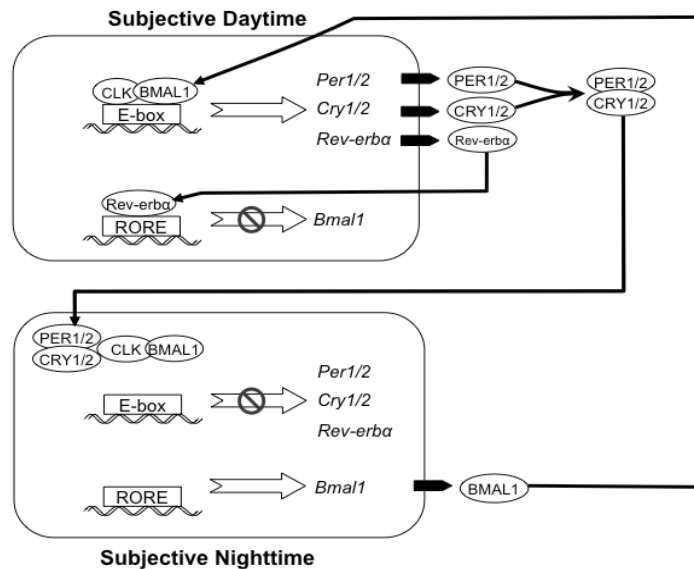 Subjective Daytime
CLK BMAL1
E-box
Per1/2
Cry1/2
Rev-erbα
PER1/2
CRY1/2
Rev-erbα
PER1/2
CRY1/2
Rev-erbα
RORE
Bmal1
PER1/2
CRY1/2
CLK BMAL1
E-box
Per1/2
Cry1/2
Rev-erbα
RORE
Bmal1
BMAL1
Subjective Nighttime